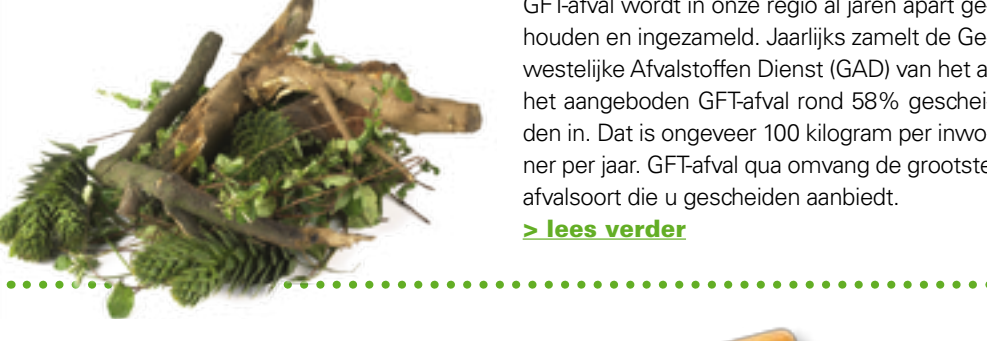 GFT-afval wordt in onze regio al jaren apart ge-
houden en ingezameld. Jaarlijks zamelt de Ge-
westelijke Afvalstoffen Dienst (GAD) van het a
het aangeboden GFT-afval rond 58% geschei-
den in. Dat is ongeveer 100 kilogram per inwo-
ner per jaar. GFT-afval qua omvang de grootste
afvalsoort die u gescheiden aanbiedt.
> lees verder